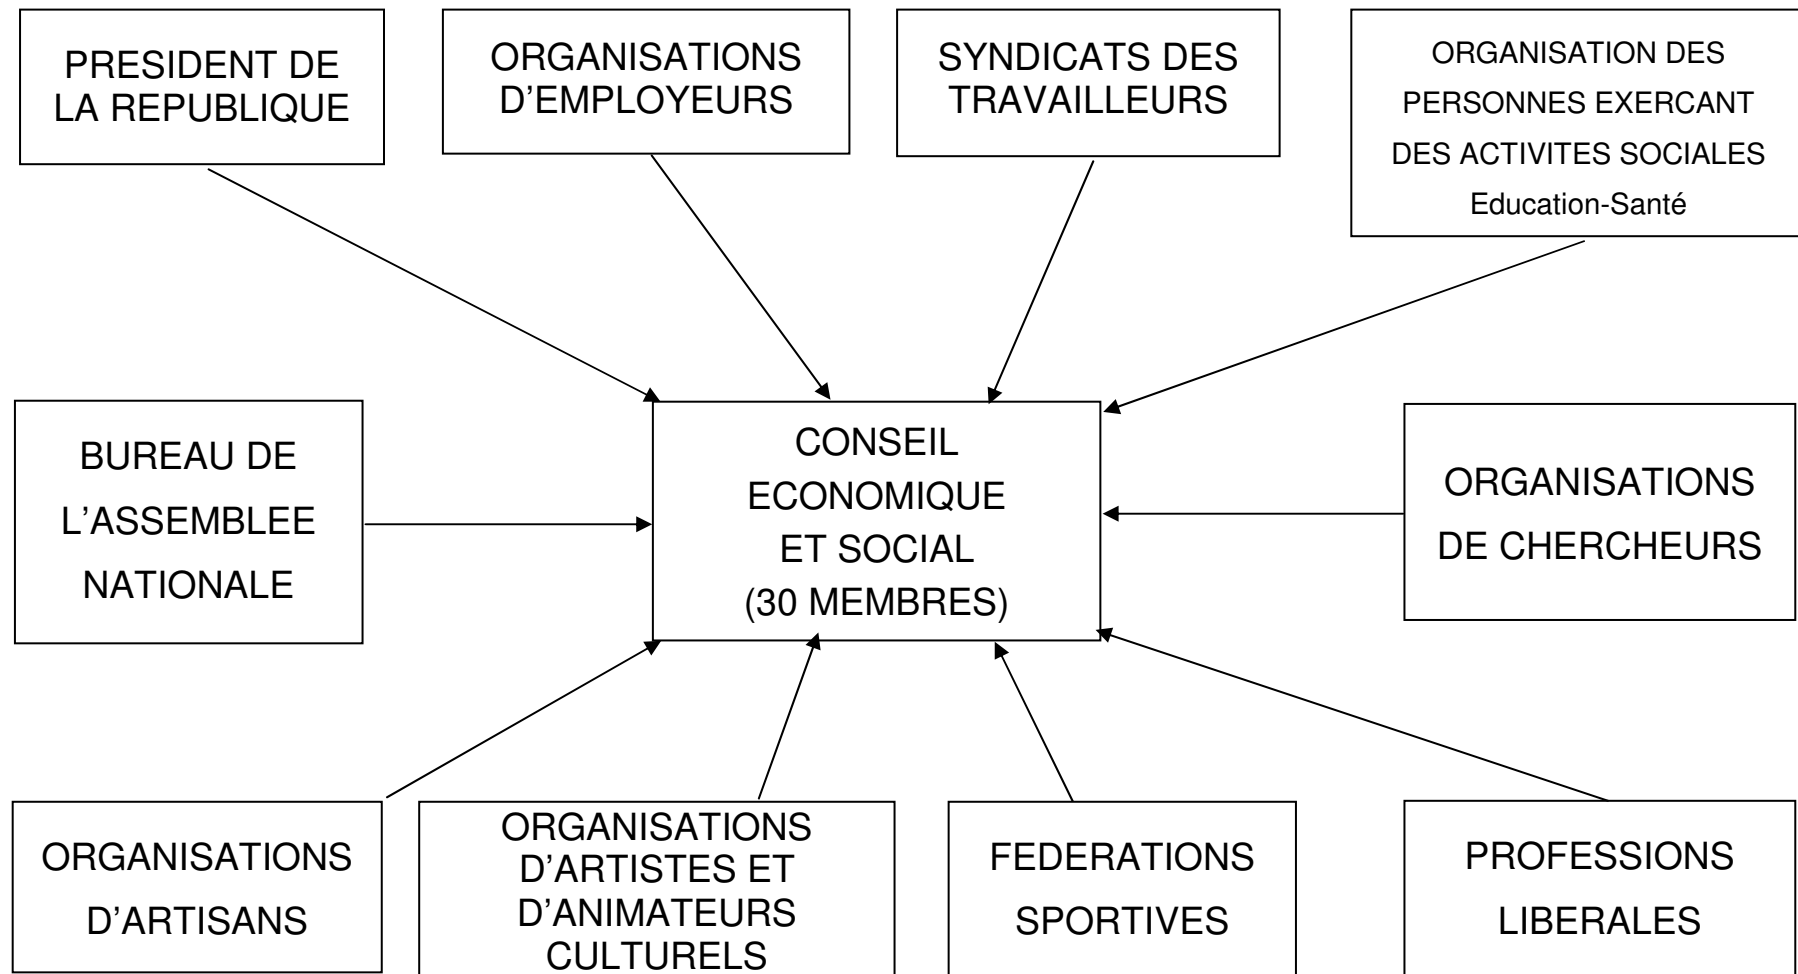 PRESIDENT DE
LA REPUBLIQUE
ORGANISATIONS
D'EMPLOYEURS
SYNDICATS DES
TRAVAILLEURS
ORGANISATION DES
PERSONNES EXERCANT
DES ACTIVITES SOCIALES
Education-Santé
BUREAU DE
L'ASSEMBLEE
NATIONALE
CONSEIL
ECONOMIQUE
ET SOCIAL
(30 MEMBRES)
ORGANISATIONS
DE CHERCHEURS
ORGANISATIONS
D'ARTISANS
ORGANISATIONS
D'ARTISTES ET
D'ANIMATEURS
CULTURELS
FEDERATIONS
SPORTIVES
PROFESSIONS
LIBERALES